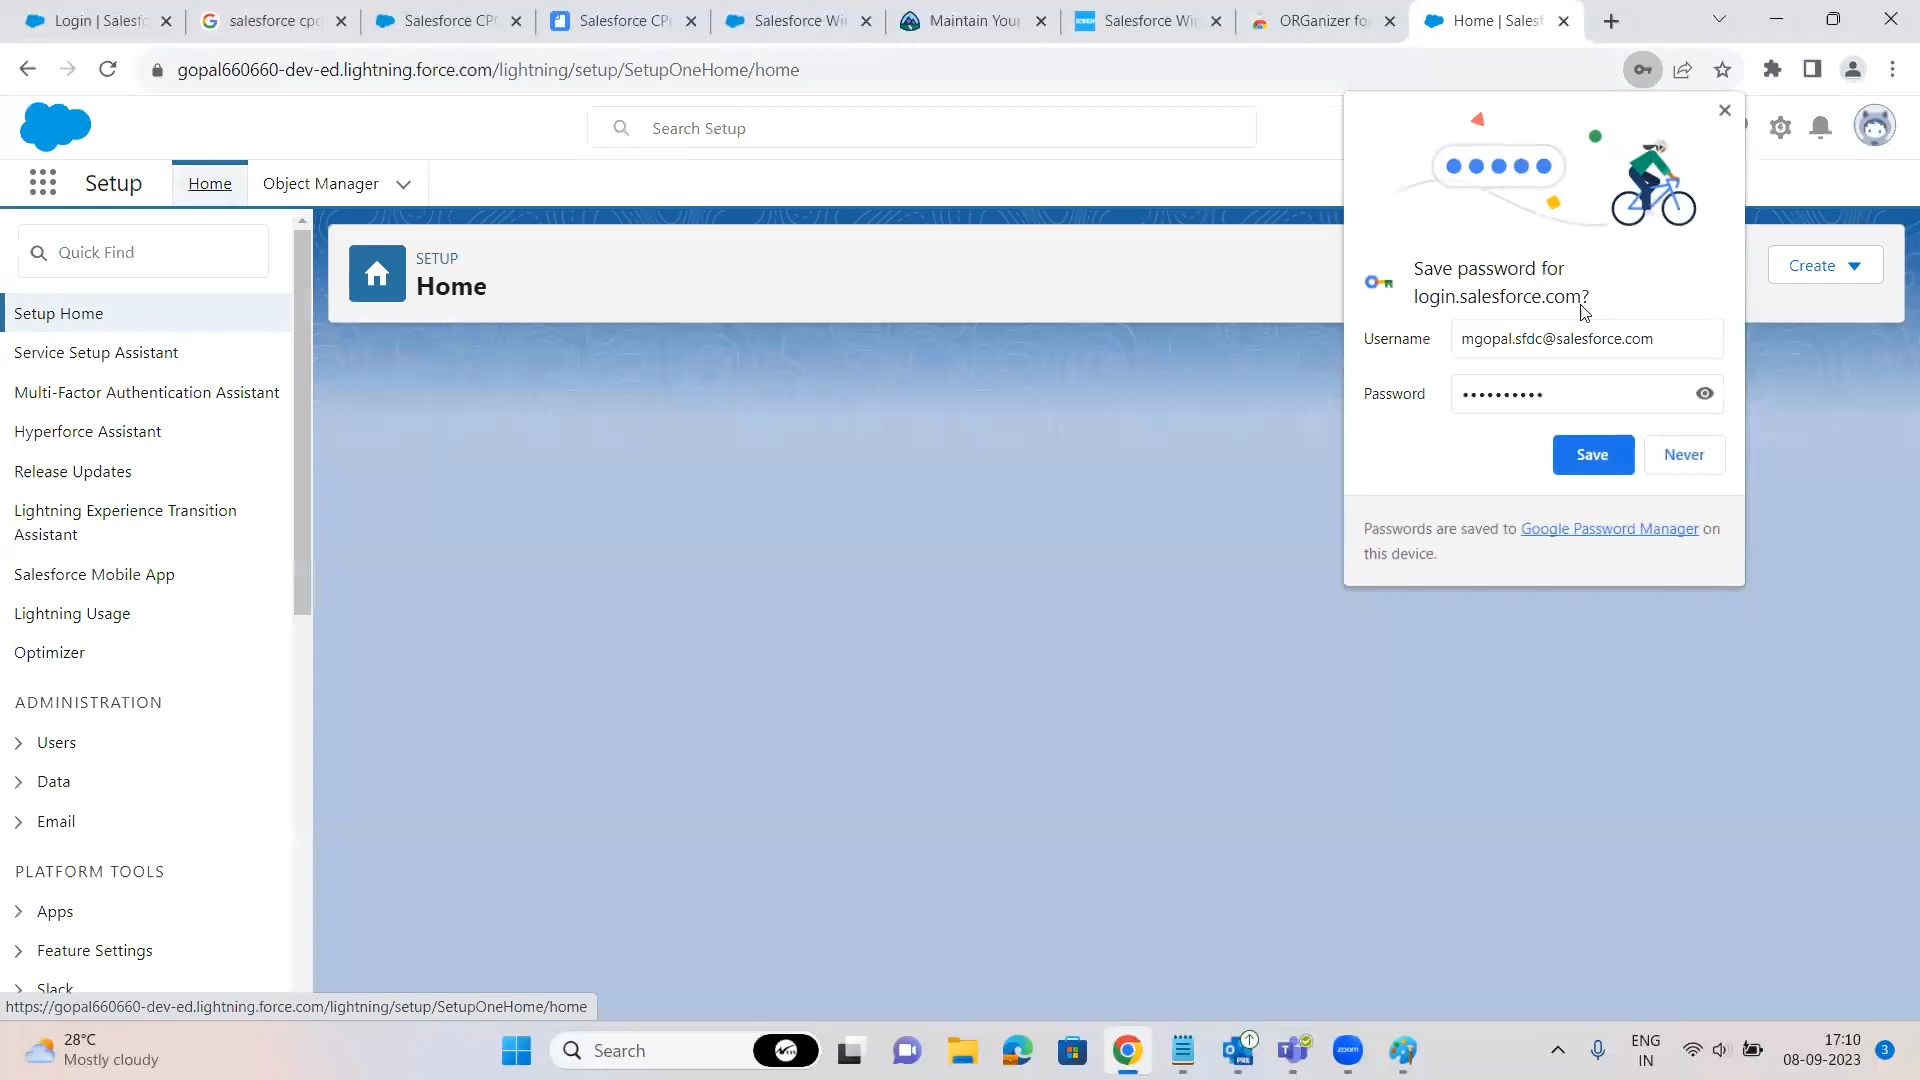 Login | Salesfo
salesforce cpq
Salesforce CP
Salesforce CP
Salesforce Wi
Maintain Your
Salesforce Wi
ORGanizer fo
Home | Salesf
gopal660660-dev-ed.lightning.force.com/lightning/setup/SetupOneHome/home
Search Setup
Setup
Home
Object Manager
Quick Find
Setup Home
Service Setup Assistant
Multi-Factor Authentication Assistant
Hyperforce Assistant
Release Updates
Lightning Experience Transition
Assistant
Salesforce Mobile App
Lightning Usage
Optimizer
ADMINISTRATION
Users
Data
Email
PLATFORM TOOLS
Apps
Feature Settings
Slack
SETUP
Home
Create
Save password for
login.salesforce.com?
Username
mgopal.sfdc@salesforce.com
Password
••••••••••
Save
Never
Passwords are saved to Google Password Manager on
this device.
https://gopal660660-dev-ed.lightning.force.com/lightning/setup/SetupOneHome/home
28°C
Mostly cloudy
Search
PRE
zoom
ENG
IN
17:10
08-09-2023
3